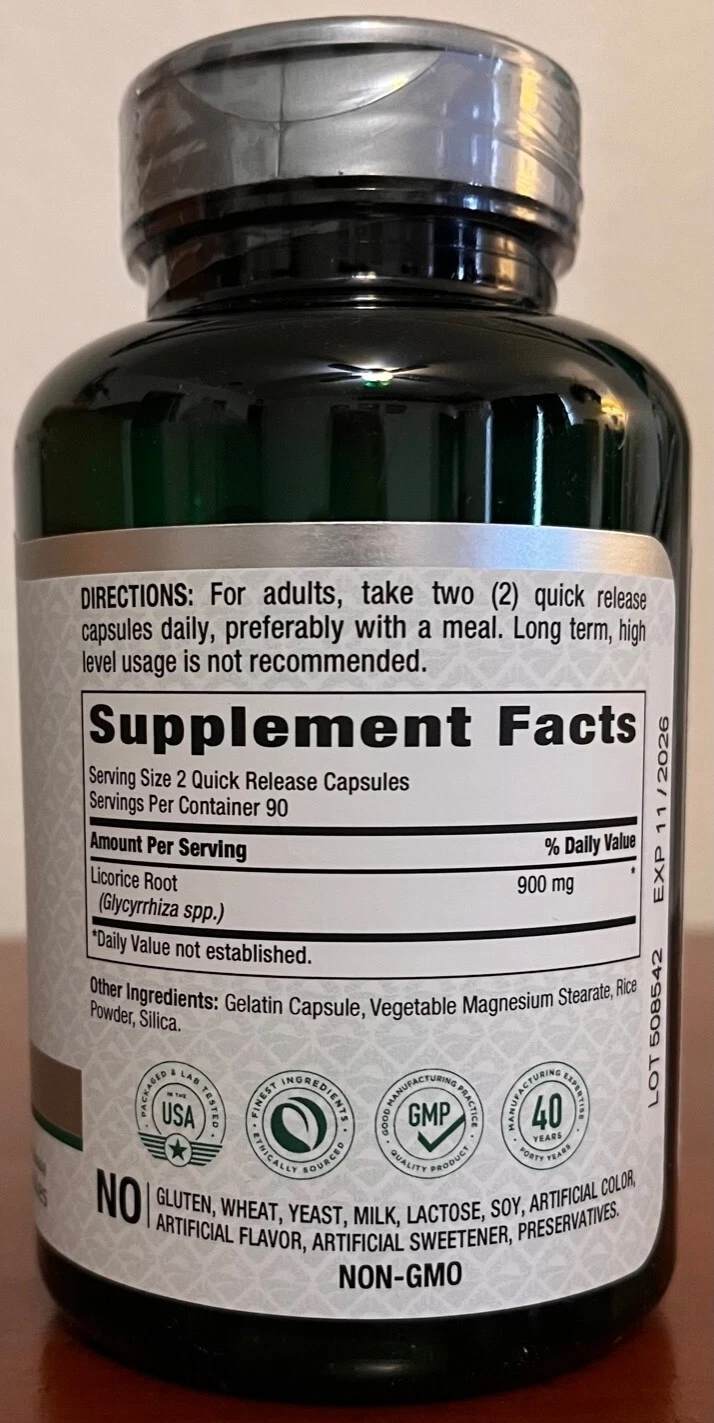 DIRECTIONS: For adults, take two (2) quick release
capsules daily, preferably with a meal. Long term, high
level usage is not recommended.
Supplement Facts
Serving Size 2 Quick Release Capsules
Servings Per Container 90
Amount Per Serving % Daily Value
Licorice Root 900 mg *
(Glycyrrhiza spp.)
*Daily Value not established.
Other Ingredients: Gelatin Capsule, Vegetable Magnesium Stearate, Rice
Powder, Silica.
PACKAGED & LAB TESTED
IN THE
USA
FINEST INGREDIENTS
ETHICALLY SOURCED
GOOD MANUFACTURING PRACTICE
GMP
QUALITY PRODUCT
MANUFACTURING EXPERTISE
40
YEARS
FORTY YEARS
NO GLUTEN, WHEAT, YEAST, MILK, LACTOSE, SOY, ARTIFICIAL COLOR,
ARTIFICIAL FLAVOR, ARTIFICIAL SWEETENER, PRESERVATIVES.
NON-GMO
LOT 508542 EXP 11/2026